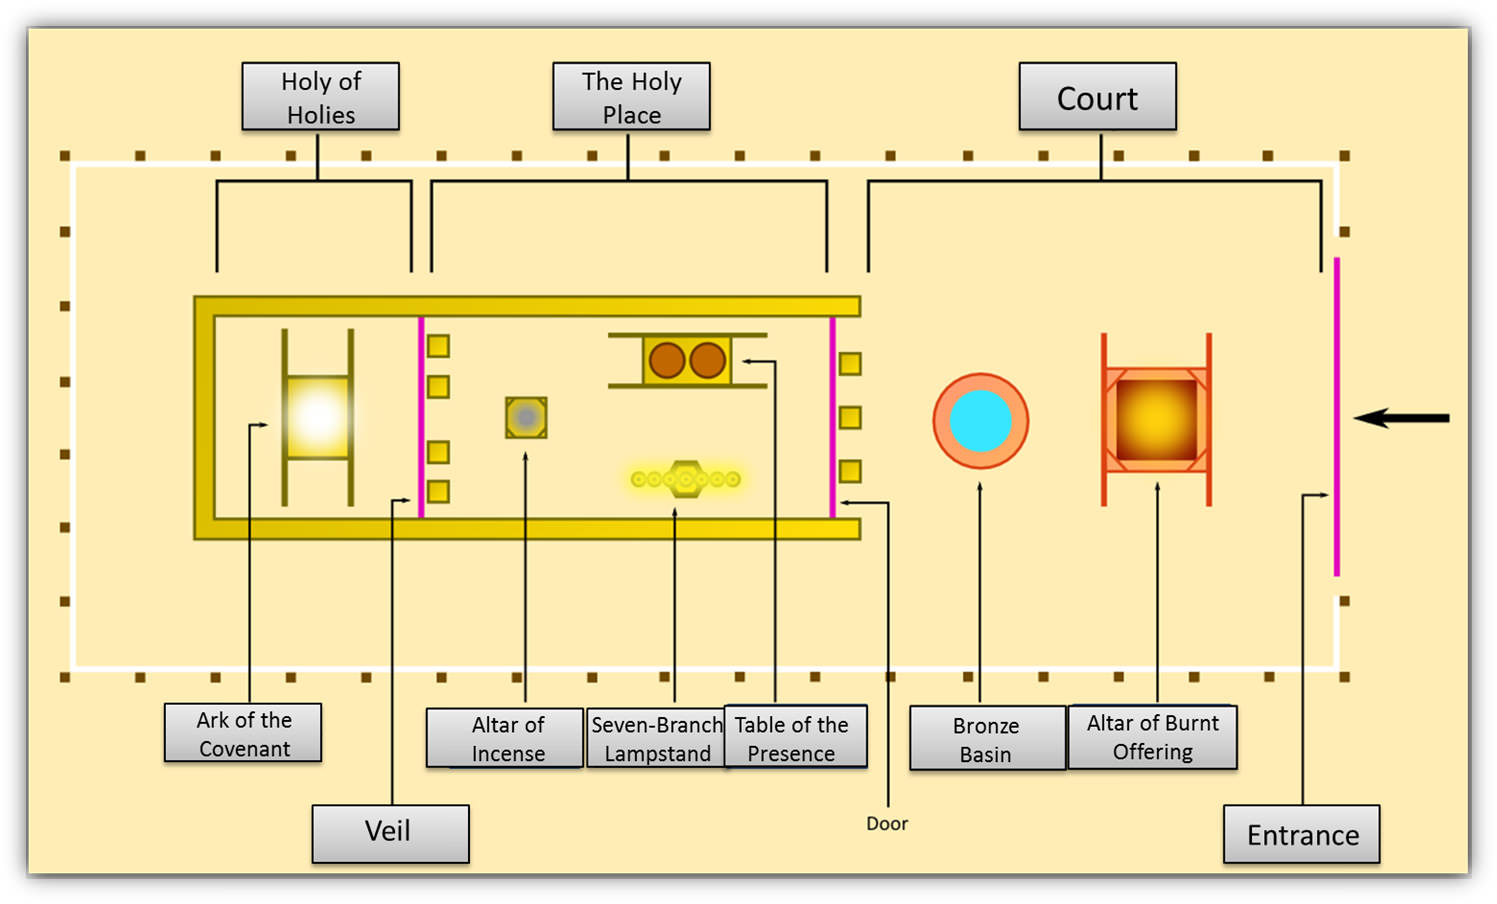 Holy of
Holies
The Holy
Place
Court
Ark of the
Covenant
Altar of
Incense
Seven-Branch
Lampstand
Table of the
Presence
Bronze
Basin
Altar of Burnt
Offering
Veil
Door
Entrance